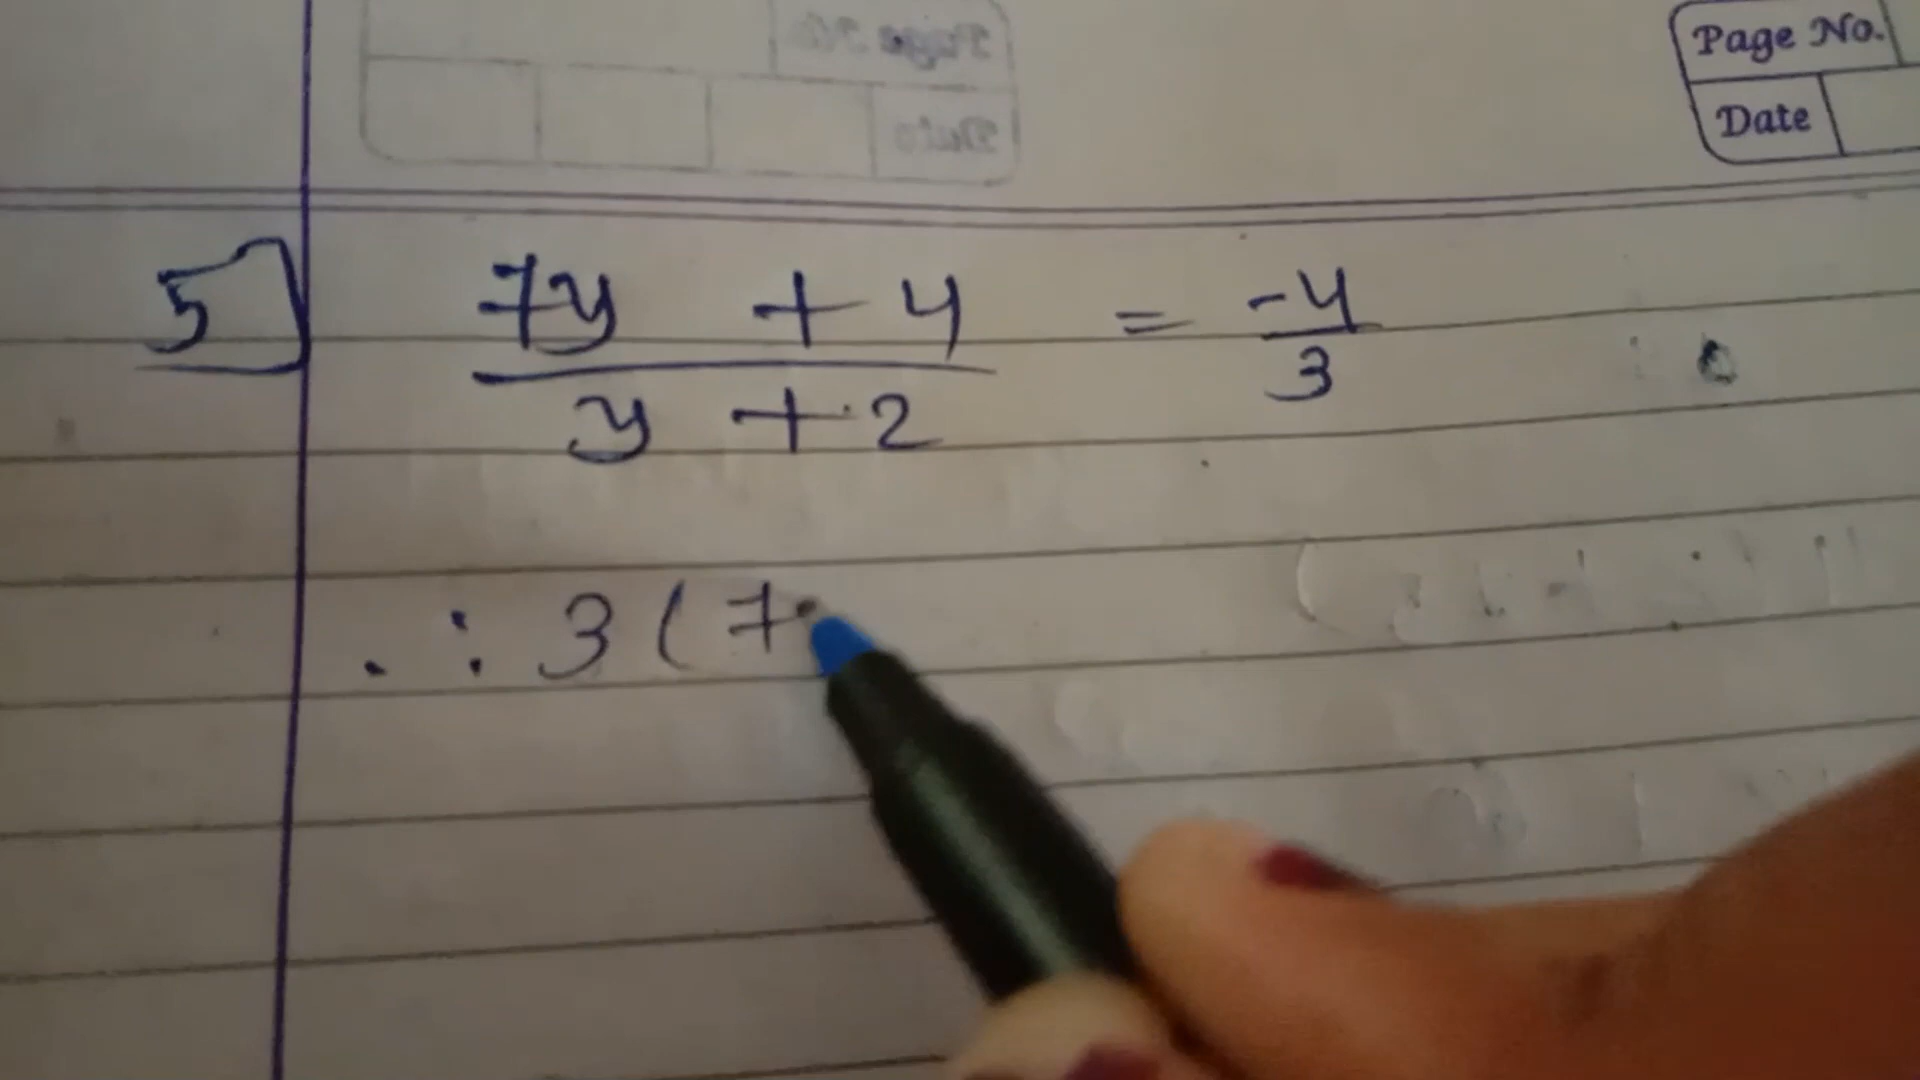 Page No.
Date
5
7y + 4 = -4
y + 2 3
∴ 3 ( 7